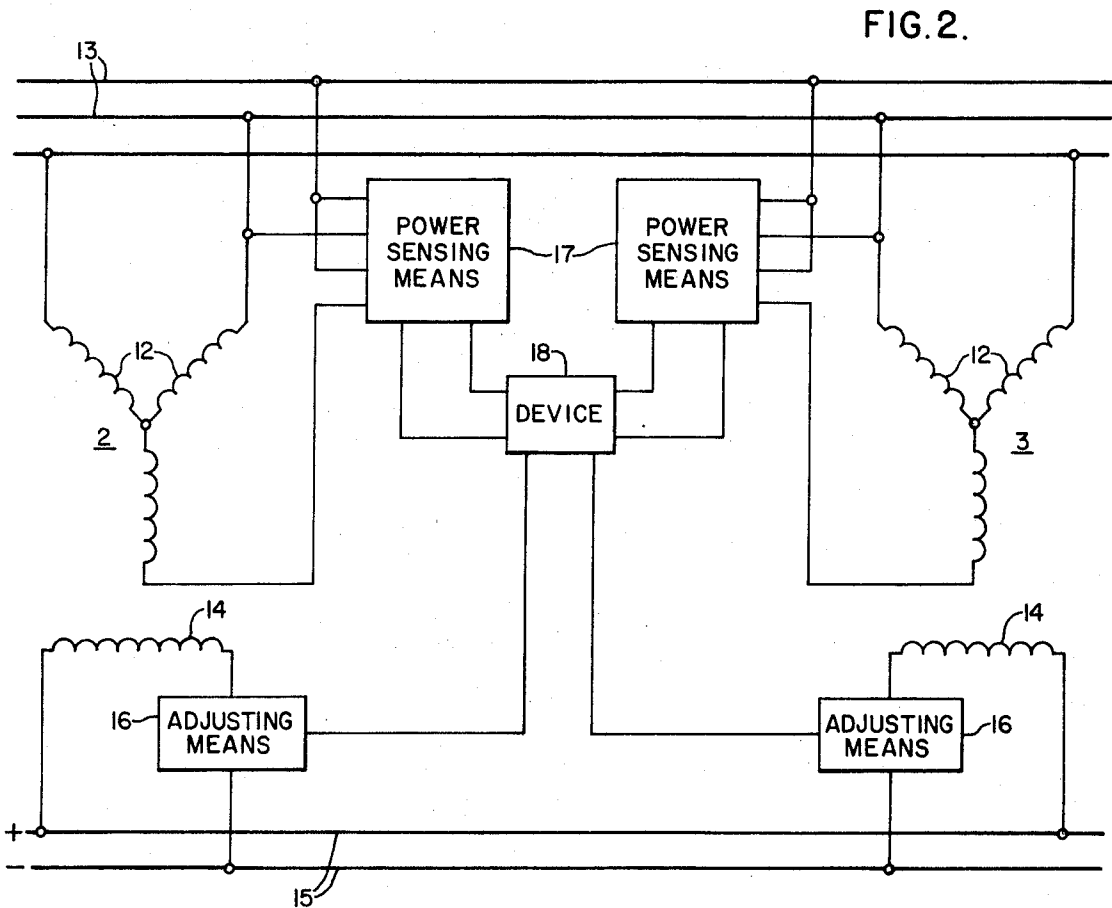 FIG.2.
13
POWER
SENSING
MEANS
17
POWER
SENSING
MEANS
12
12
18
DEVICE
2
3
14
14
16
ADJUSTING
MEANS
ADJUSTING
MEANS
16
+
-
15